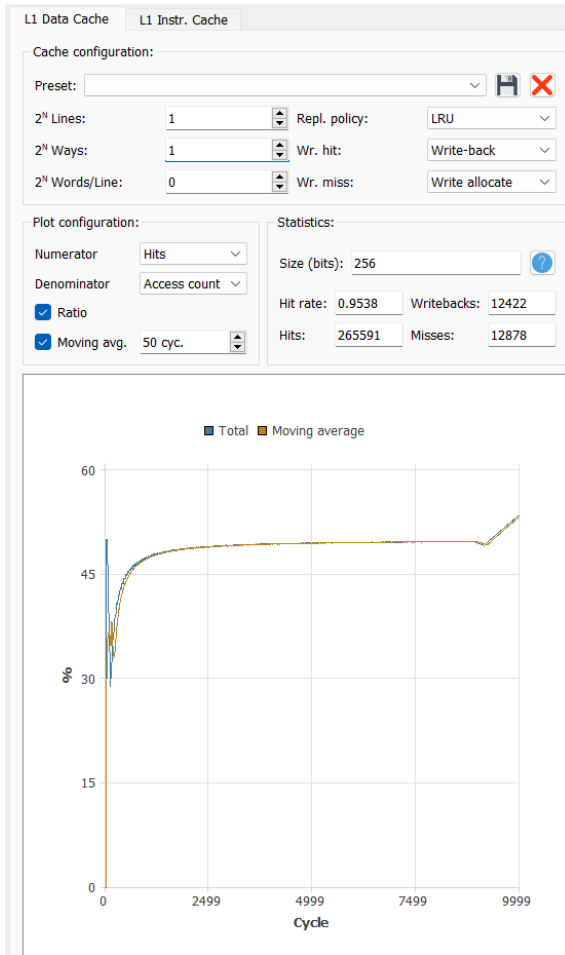 L1 Data Cache L1 Instr. Cache
Cache configuration:
Preset:
2ᴺ Lines: 1 Repl. policy: LRU
2ᴺ Ways: 1 Wr. hit: Write-back
2ᴺ Words/Line: 0 Wr. miss: Write allocate
Plot configuration: Statistics:
Numerator Hits Size (bits): 256 ?
Denominator Access count Hit rate: 0.9538 Writebacks: 12422
Ratio
Moving avg. 50 cyc. Hits: 265591 Misses: 12878
Total Moving average
60
45
30
15
0
%
0 2499 4999 7499 9999
Cycle